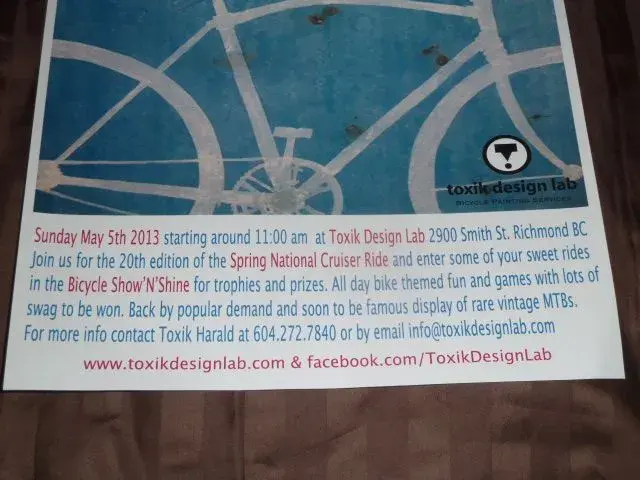 toxik design lab
BICYCLE PAINTING SERVICES
Sunday May 5th 2013 starting around 11:00 am at Toxik Design Lab 2900 Smith St. Richmond BC
Join us for the 20th edition of the Spring National Cruiser Ride and enter some of your sweet rides
in the Bicycle Show'N'Shine for trophies and prizes. All day bike themed fun and games with lots of
swag to be won. Back by popular demand and soon to be famous display of rare vintage MTBs.
For more info contact Toxik Harald at 604.272.7840 or by email info@toxikdesignlab.com
www.toxikdesignlab.com & facebook.com/ToxikDesignLab